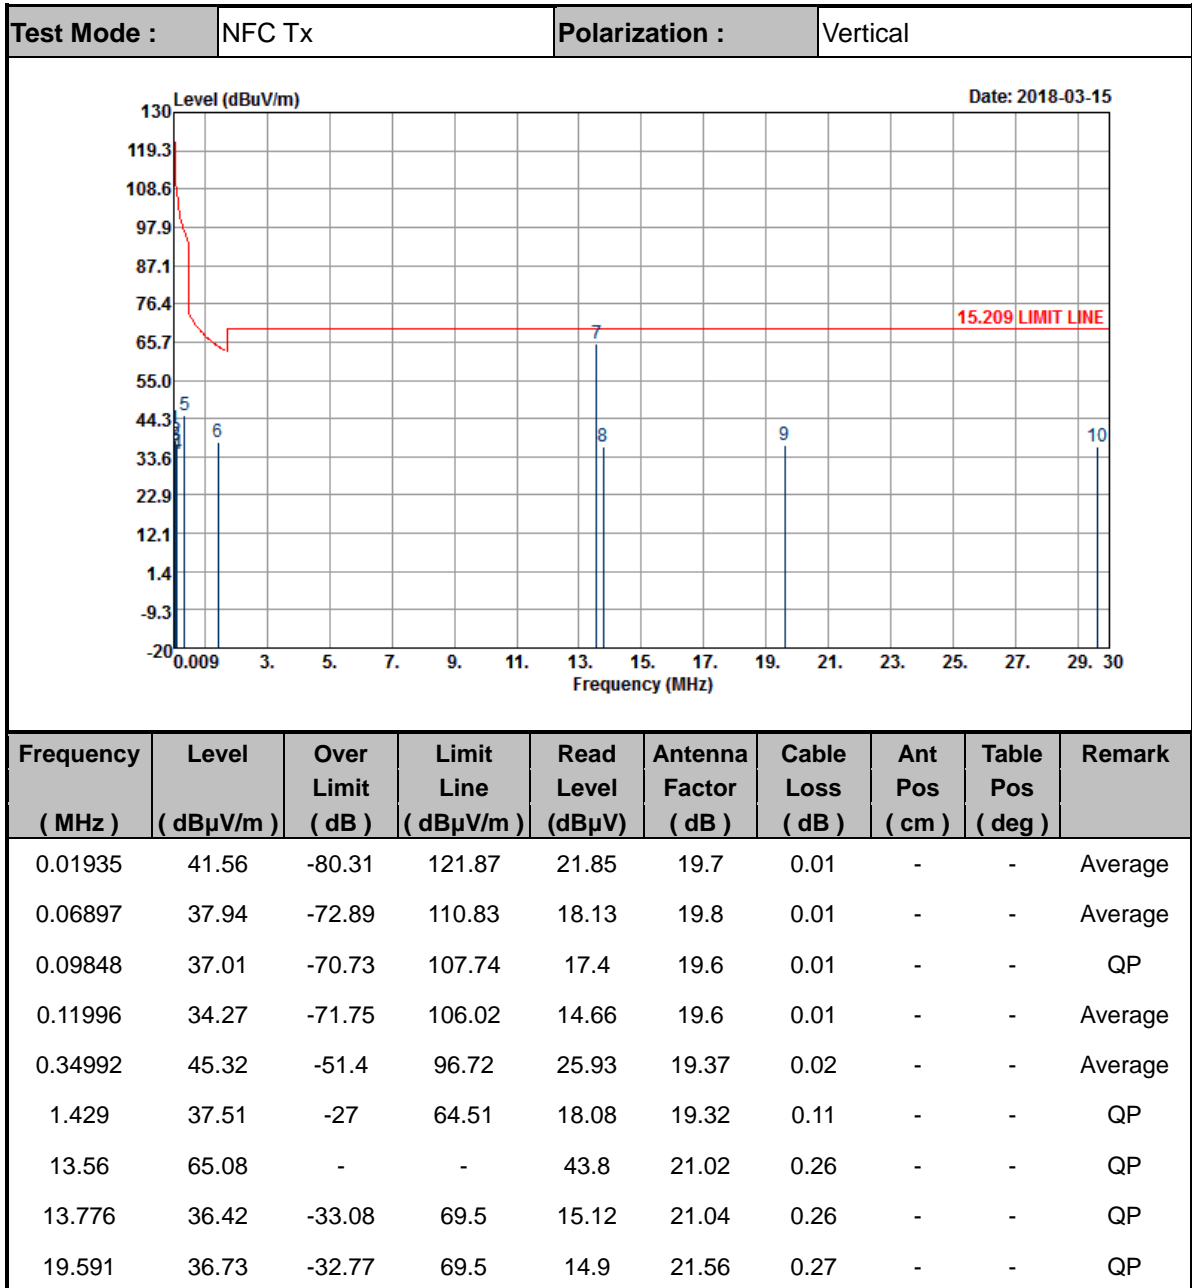 Test Mode : NFC Tx Polarization : Vertical
Level (dBuV/m) Date: 2018-03-15
130
119.3
108.6
97.9
87.1
76.4
15.209 LIMIT LINE
7
65.7
55.0
5
44.3
6 8 9 10
33.6
22.9
12.1
1.4
-9.3
-20
0.009 3. 5. 7. 9. 11. 13. 15. 17. 19. 21. 23. 25. 27. 29. 30
Frequency (MHz)
Frequency Level Over Limit Read Antenna Cable Ant Table Remark
Limit Line Level Factor Loss Pos Pos
( MHz ) ( dBµV/m ) ( dB ) ( dBµV/m ) (dBµV) ( dB ) ( dB ) ( cm ) ( deg )
0.01935 41.56 -80.31 121.87 21.85 19.7 0.01 - - Average
0.06897 37.94 -72.89 110.83 18.13 19.8 0.01 - - Average
0.09848 37.01 -70.73 107.74 17.4 19.6 0.01 - - QP
0.11996 34.27 -71.75 106.02 14.66 19.6 0.01 - - Average
0.34992 45.32 -51.4 96.72 25.93 19.37 0.02 - - Average
1.429 37.51 -27 64.51 18.08 19.32 0.11 - - QP
13.56 65.08 - - 43.8 21.02 0.26 - - QP
13.776 36.42 -33.08 69.5 15.12 21.04 0.26 - - QP
19.591 36.73 -32.77 69.5 14.9 21.56 0.27 - - QP